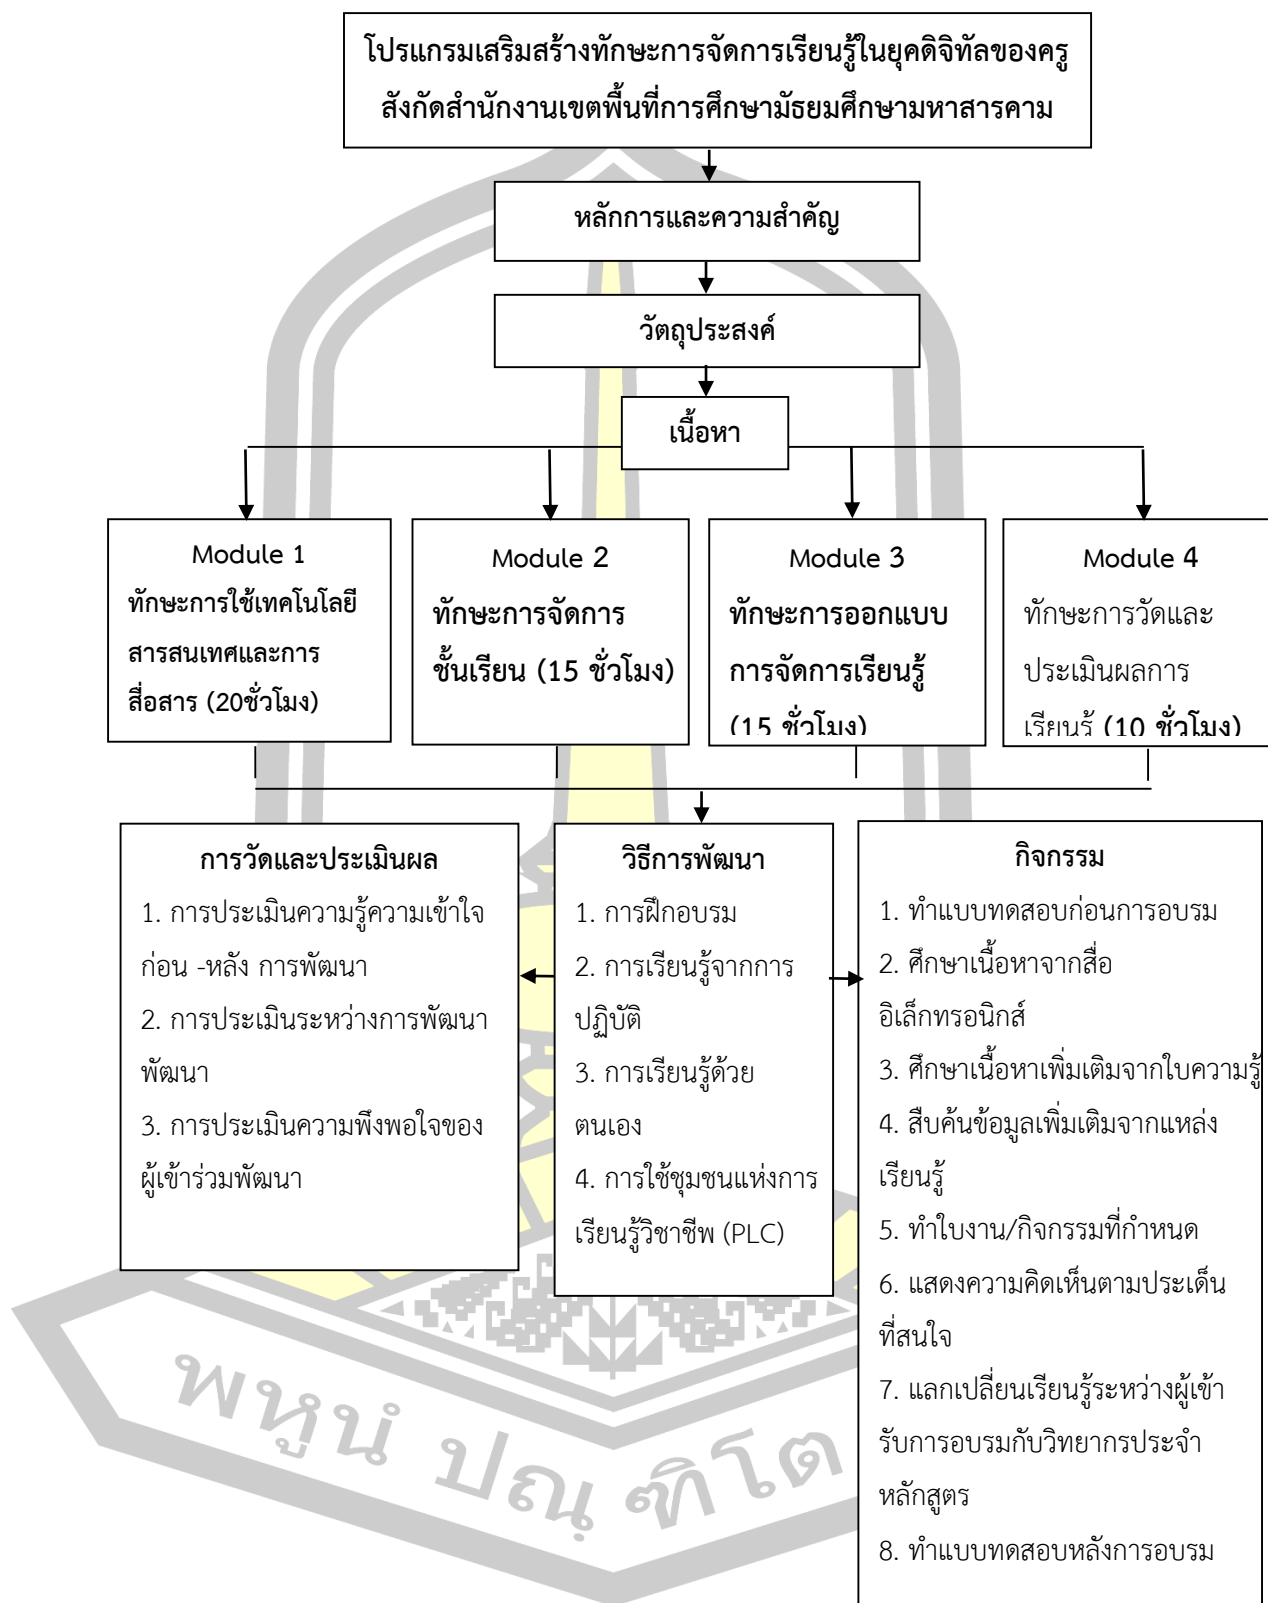 โปรแกรมเสริมสร้างทักษะการจัดการเรียนรู้ในยุคดิจิทัลของครู
สังกัดสำนักงานเขตพื้นที่การศึกษามัธยมศึกษามหาสารคาม
หลักการและความสำคัญ
วัตถุประสงค์
เนื้อหา
Module 1
ทักษะการใช้เทคโนโลยี
สารสนเทศและการ
สื่อสาร (20ชั่วโมง)
Module 2
ทักษะการจัดการ
ชั้นเรียน (15 ชั่วโมง)
Module 3
ทักษะการออกแบบ
การจัดการเรียนรู้
(15 ชั่วโมง)
Module 4
ทักษะการวัดและ
ประเมินผลการ
เรียนรู้ (10 ชั่วโมง)
การวัดและประเมินผล
1. การประเมินความรู้ความเข้าใจ
ก่อน -หลัง การพัฒนา
2. การประเมินระหว่างการพัฒนา
พัฒนา
3. การประเมินความพึงพอใจของ
ผู้เข้าร่วมพัฒนา
วิธีการพัฒนา
1. การฝึกอบรม
2. การเรียนรู้จากการ
ปฏิบัติ
3. การเรียนรู้ด้วย
ตนเอง
4. การใช้ชุมชนแห่งการ
เรียนรู้วิชาชีพ (PLC)
กิจกรรม
1. ทำแบบทดสอบก่อนการอบรม
2. ศึกษาเนื้อหาจากสื่อ
อิเล็กทรอนิกส์
3. ศึกษาเนื้อหาเพิ่มเติมจากใบความรู้
4. สืบค้นข้อมูลเพิ่มเติมจากแหล่ง
เรียนรู้
5. ทำใบงาน/กิจกรรมที่กำหนด
6. แสดงความคิดเห็นตามประเด็น
ที่สนใจ
7. แลกเปลี่ยนเรียนรู้ระหว่างผู้เข้า
รับการอบรมกับวิทยากรประจำ
หลักสูตร
8. ทำแบบทดสอบหลังการอบรม
พหูนํ ปณฺ ฑิโต